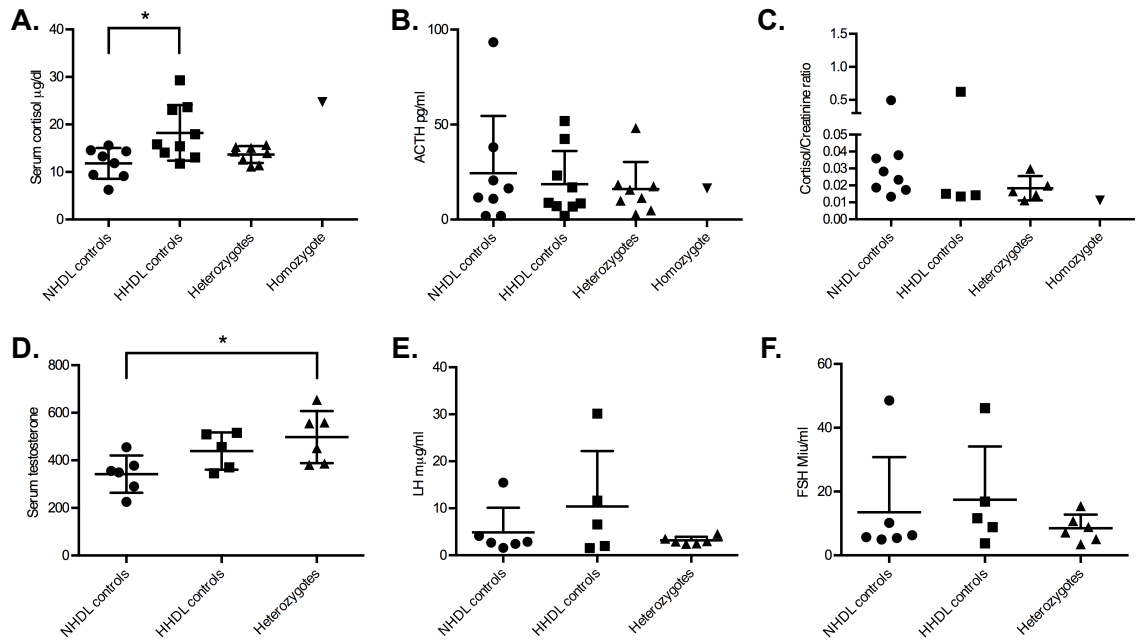 A.
Serum cortisol µg/dl
40
30
20
10
0
*
NHDL controls
HHDL controls
Heterozygotes
Homozygote
B.
ACTH pg/ml
100
50
0
NHDL controls
HHDL controls
Heterozygotes
Homozygote
C.
Cortisol/Creatinine ratio
1.5
1.0
0.5
0.05
0.04
0.03
0.02
0.01
0.00
NHDL controls
HHDL controls
Heterozygotes
Homozygote
D.
Serum testosterone
800
600
400
200
0
*
NHDL controls
HHDL controls
Heterozygotes
E.
LH mµg/ml
40
30
20
10
0
NHDL controls
HHDL controls
Heterozygotes
F.
FSH MIiu/ml
60
40
20
0
NHDL controls
HHDL controls
Heterozygotes